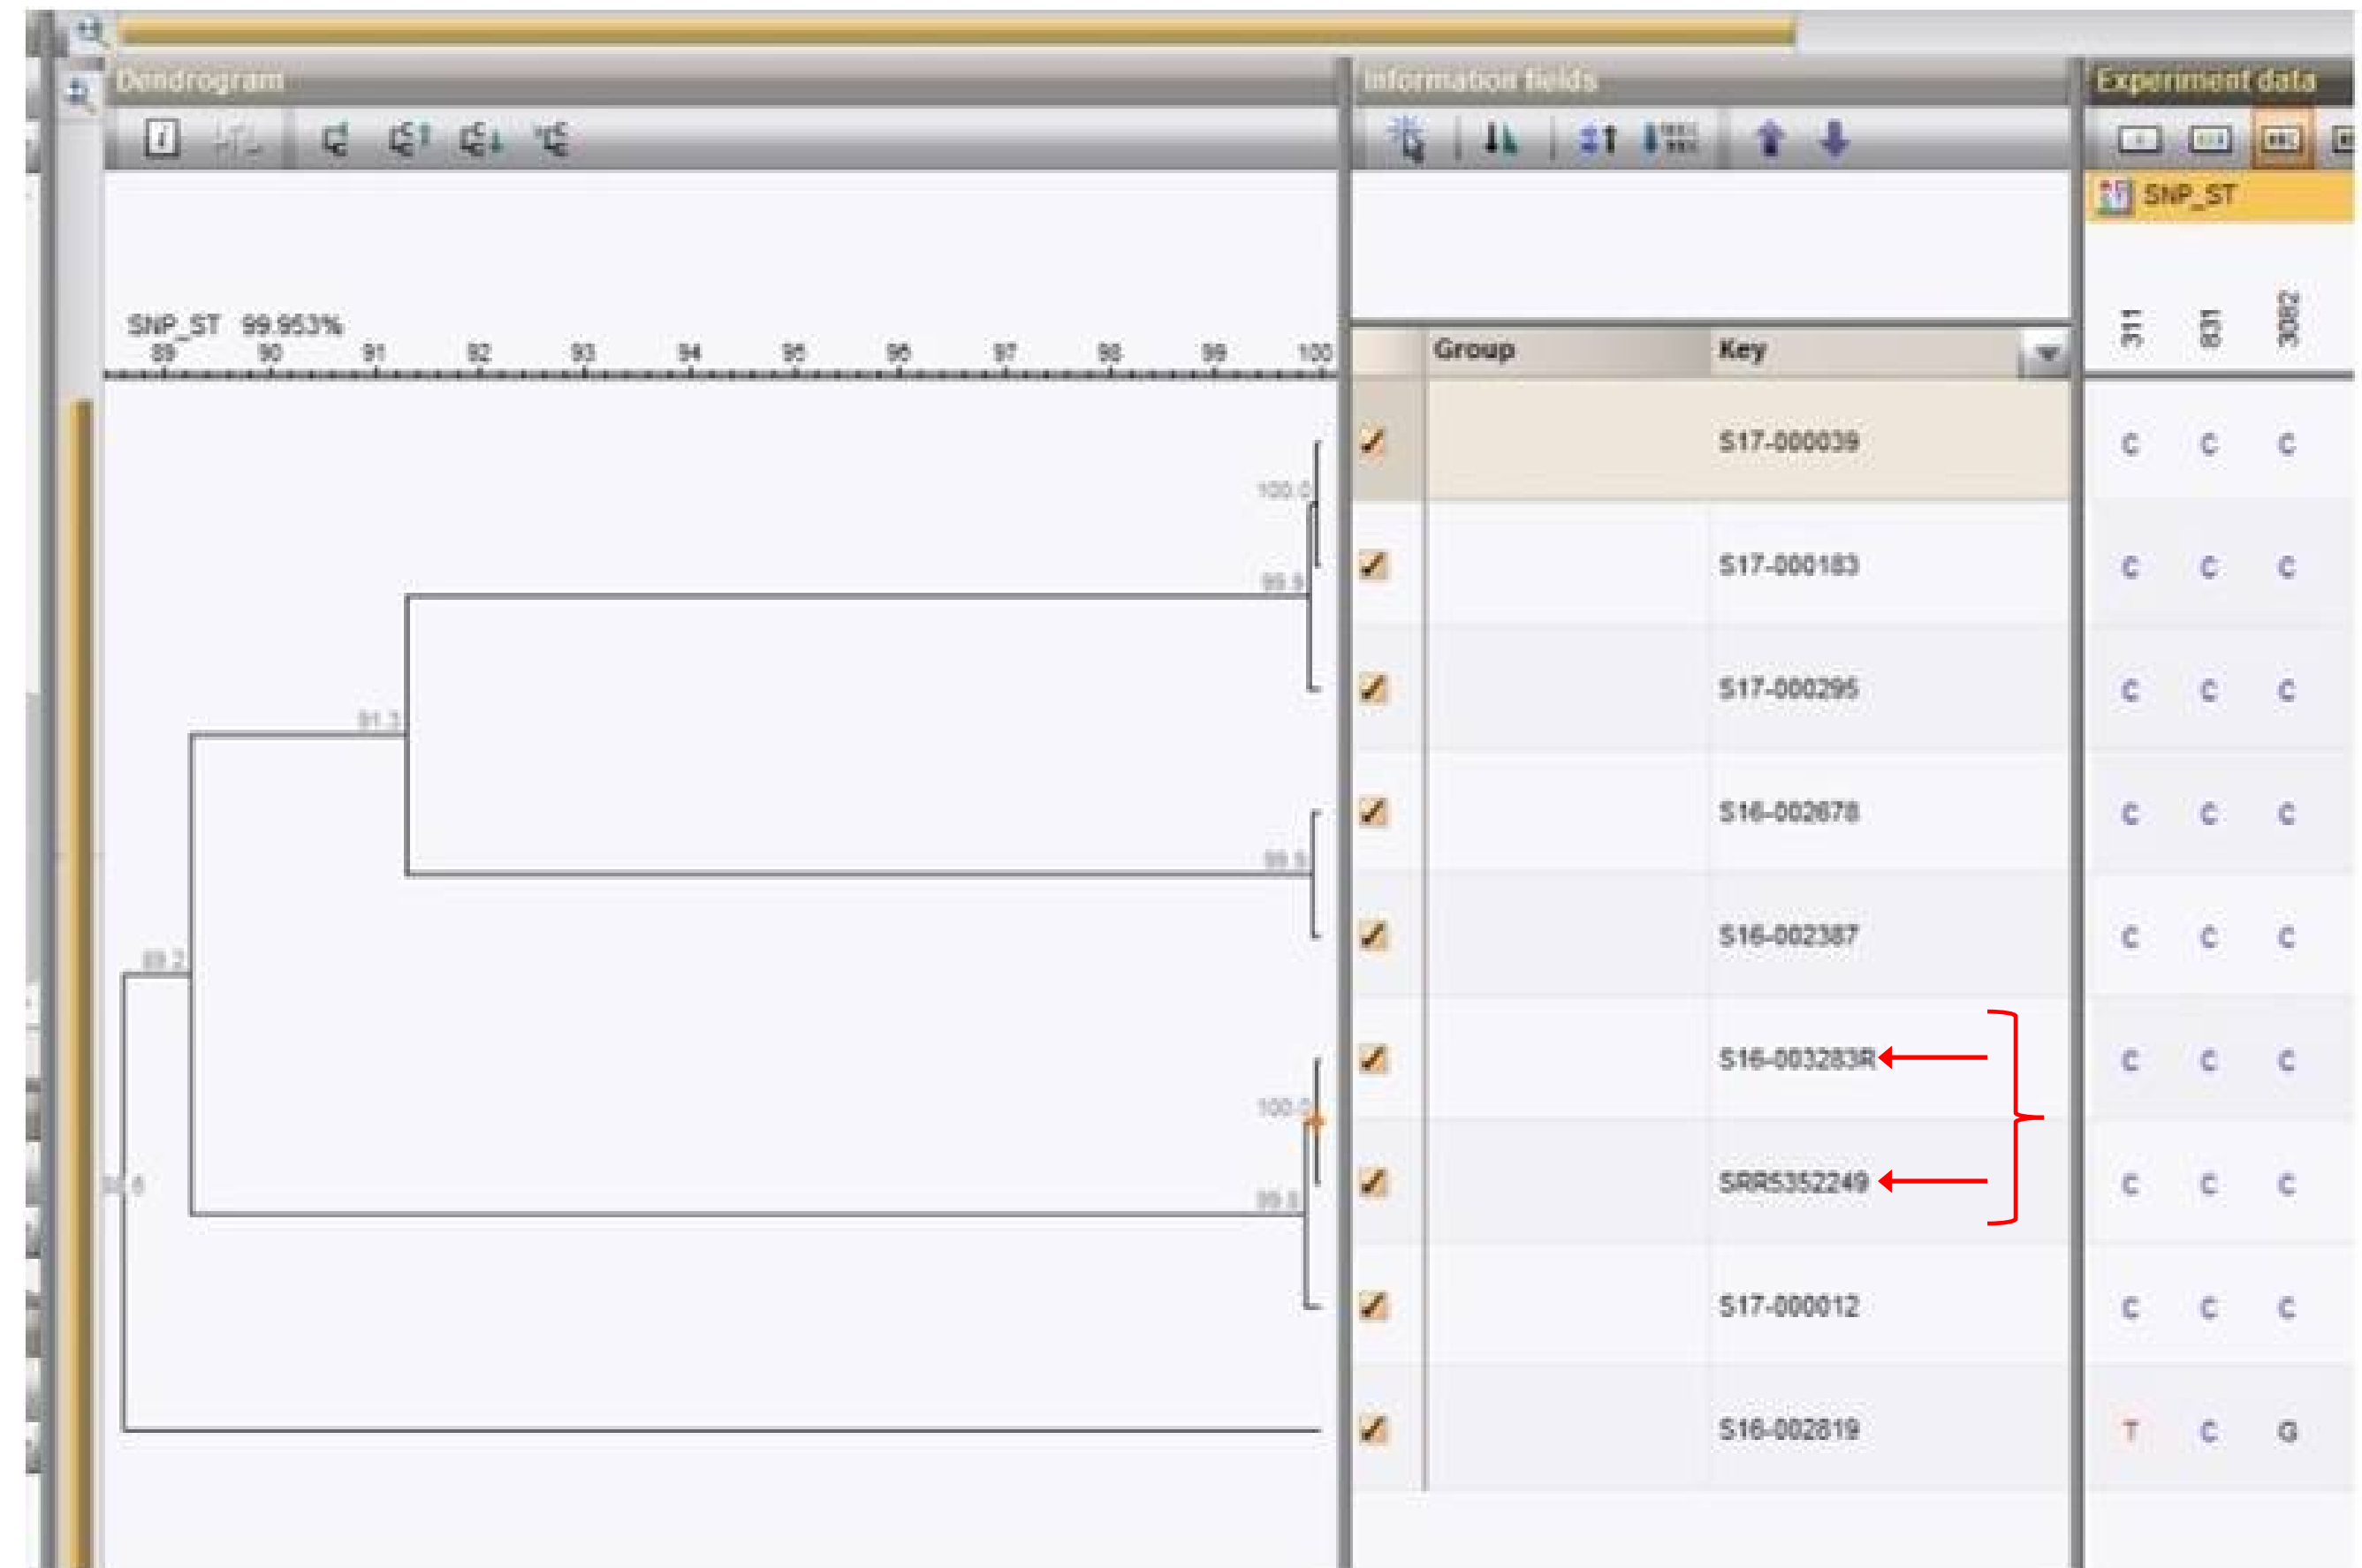 Dendrogram
Information fields
Experiment data
SNP_ST
SNP_ST 99.953%
89 90 91 92 93 94 95 96 97 98 99 100
Group Key
311 831 3082
S17-000039 C C C
100.0
S17-000183 C C C
99.9
S17-000295 C C C
91.3
S16-002678 C C C
99.9
S16-002387 C C C
89.2
S16-003283R C C C
100.0
SRR5352249 C C C
99.8
S17-000012 C C C
S16-002819 T C G